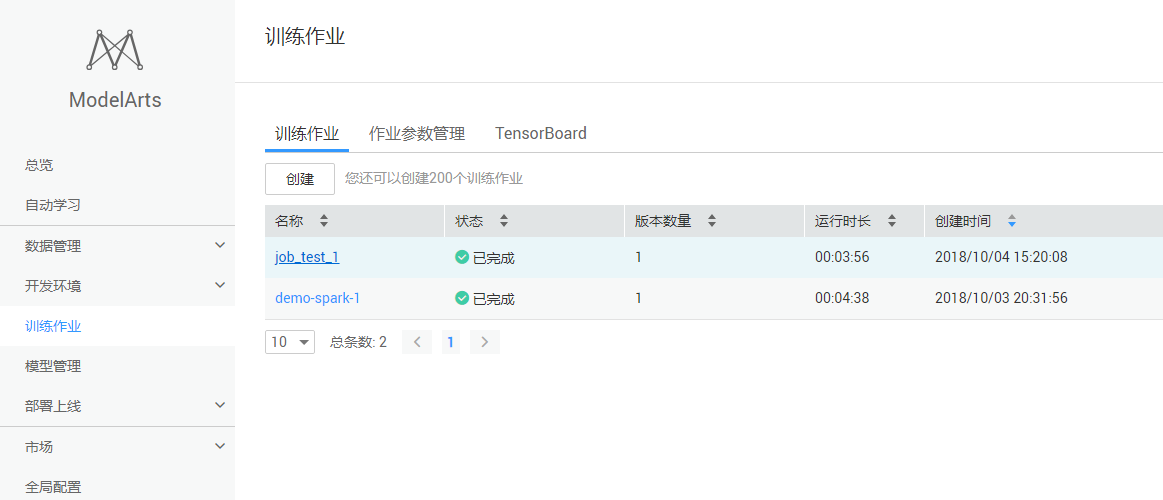 ModelArts
总览
自动学习
数据管理
开发环境
训练作业
模型管理
部署上线
市场
全局配置
训练作业
训练作业 作业参数管理 TensorBoard
创建 您还可以创建200个训练作业
名称 状态 版本数量 运行时长 创建时间
job_test_1 已完成 1 00:03:56 2018/10/04 15:20:08
demo-spark-1 已完成 1 00:04:38 2018/10/03 20:31:56
10 总条数: 2 < 1 >